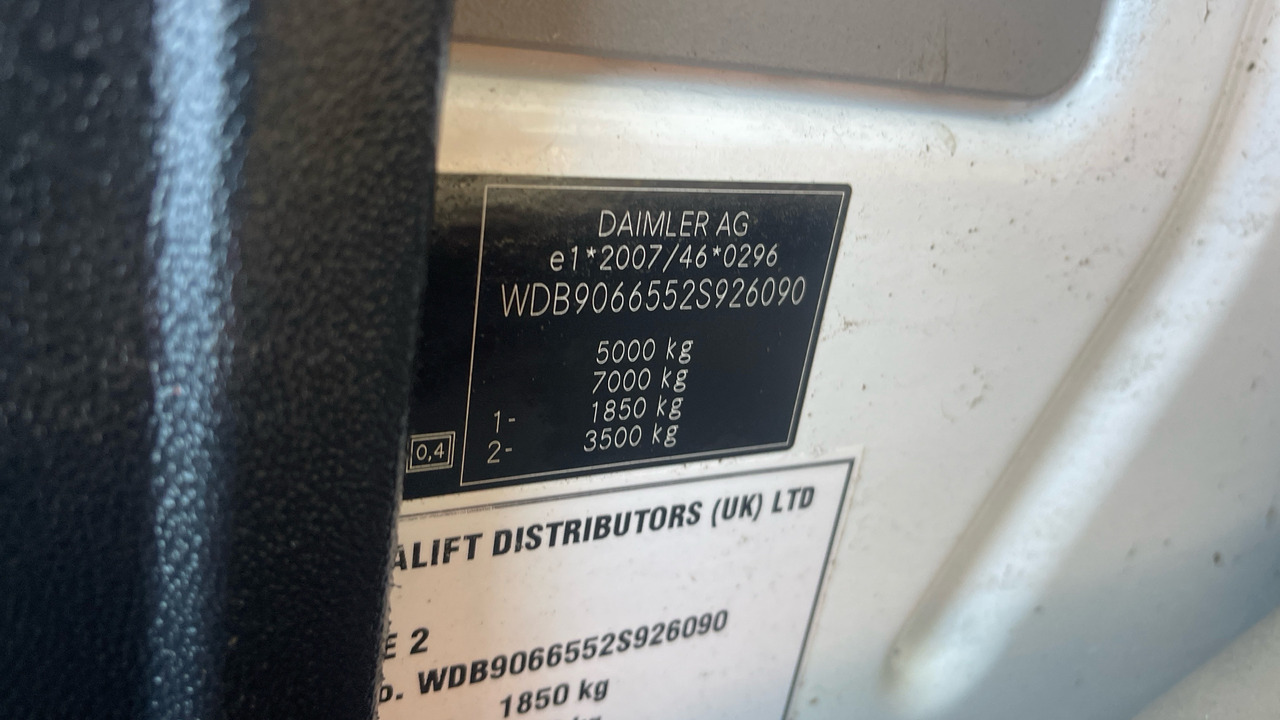 DAIMLER AG
e1*2007/46*0296
WDB9066552S926090
5000 kg
7000 kg
1- 1850 kg
0,4 2- 3500 kg
ALIFT DISTRIBUTORS (UK) LTD
E 2
o. WDB9066552S926090
1850 kg